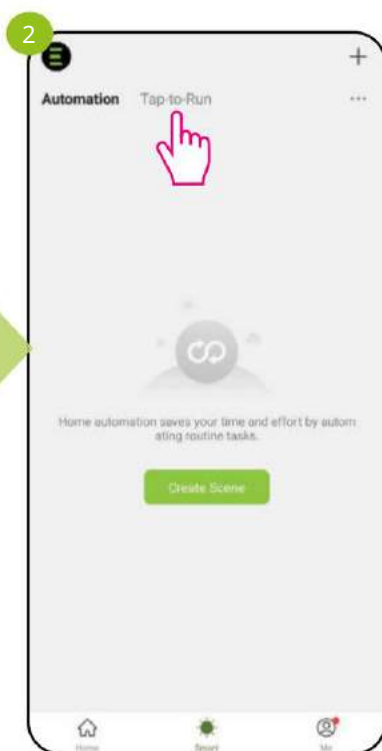 2
Automation Tap-to-Run
Home automation saves your time and effort by autom
ating routine tasks.
Create Scene
Home Smart Me